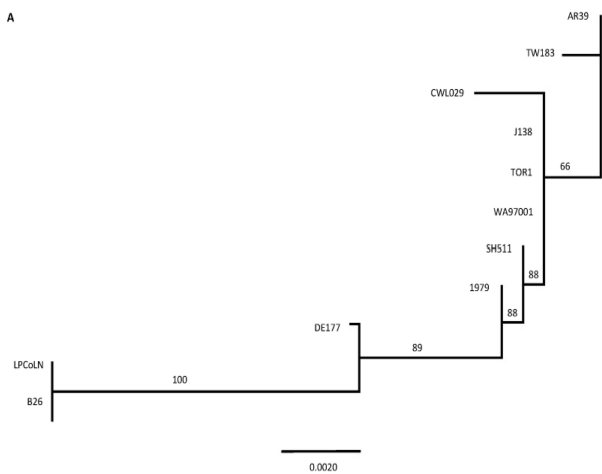 A
AR39
TW183
CWL029
J138
TOR1
66
WA97001
SH511
88
1979
88
DE177
89
LPCoLN
100
B26
0.0020